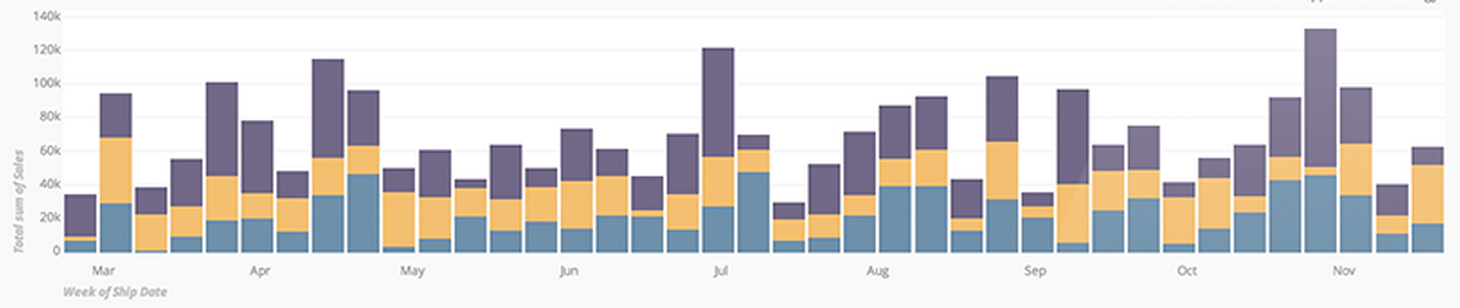 140k
120k
100k
80k
60k
40k
20k
0
Total sum of Sales
Mar Apr May Jun Jul Aug Sep Oct Nov
Week of Ship Date